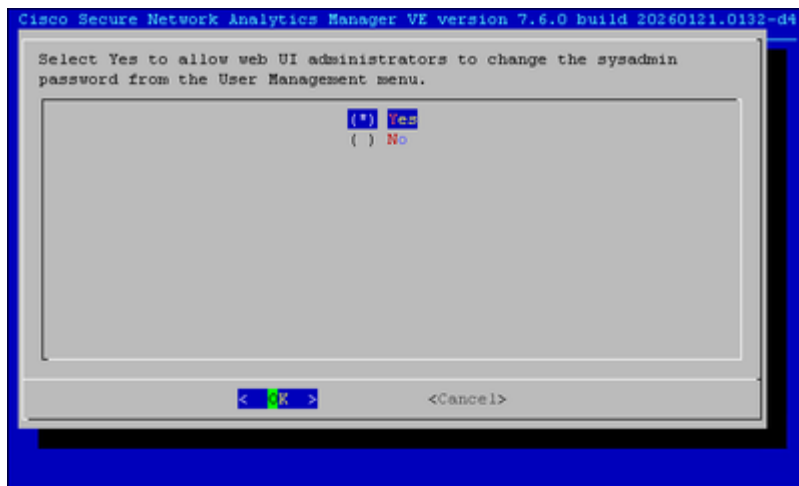 Cisco Secure Network Analytics Manager VE version 7.6.0 build 20260121.0132-d4
Select Yes to allow web UI administrators to change the sysadmin
password from the User Management menu.
(*) Yes
( ) No
< OK >
<Cancel>